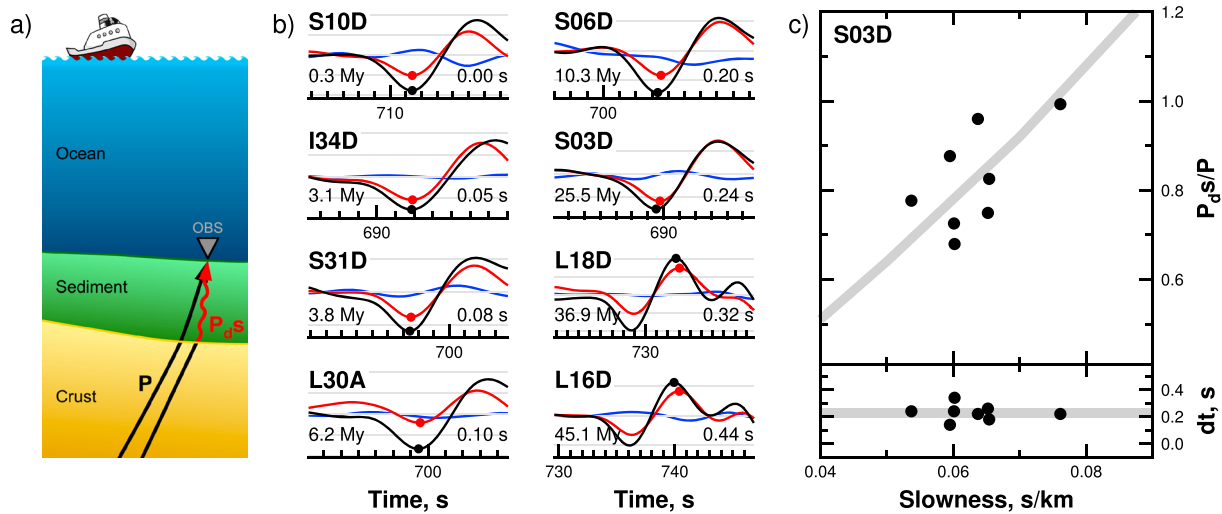 a)
Ocean
OBS
Sediment
Pds
P
Crust
b)
S10D
0.3 My
0.00 s
710
I34D
3.1 My
0.05 s
690
S31D
3.8 My
0.08 s
700
L30A
6.2 My
0.10 s
700
Time, s
S06D
10.3 My
0.20 s
700
S03D
25.5 My
0.24 s
690
L18D
36.9 My
0.32 s
730
L16D
45.1 My
0.44 s
730 740
Time, s
c)
S03D
1.2
1.0
0.8
0.6
Pds/P
0.4
0.2
0.0
dt, s
0.04 0.06 0.08
Slowness, s/km